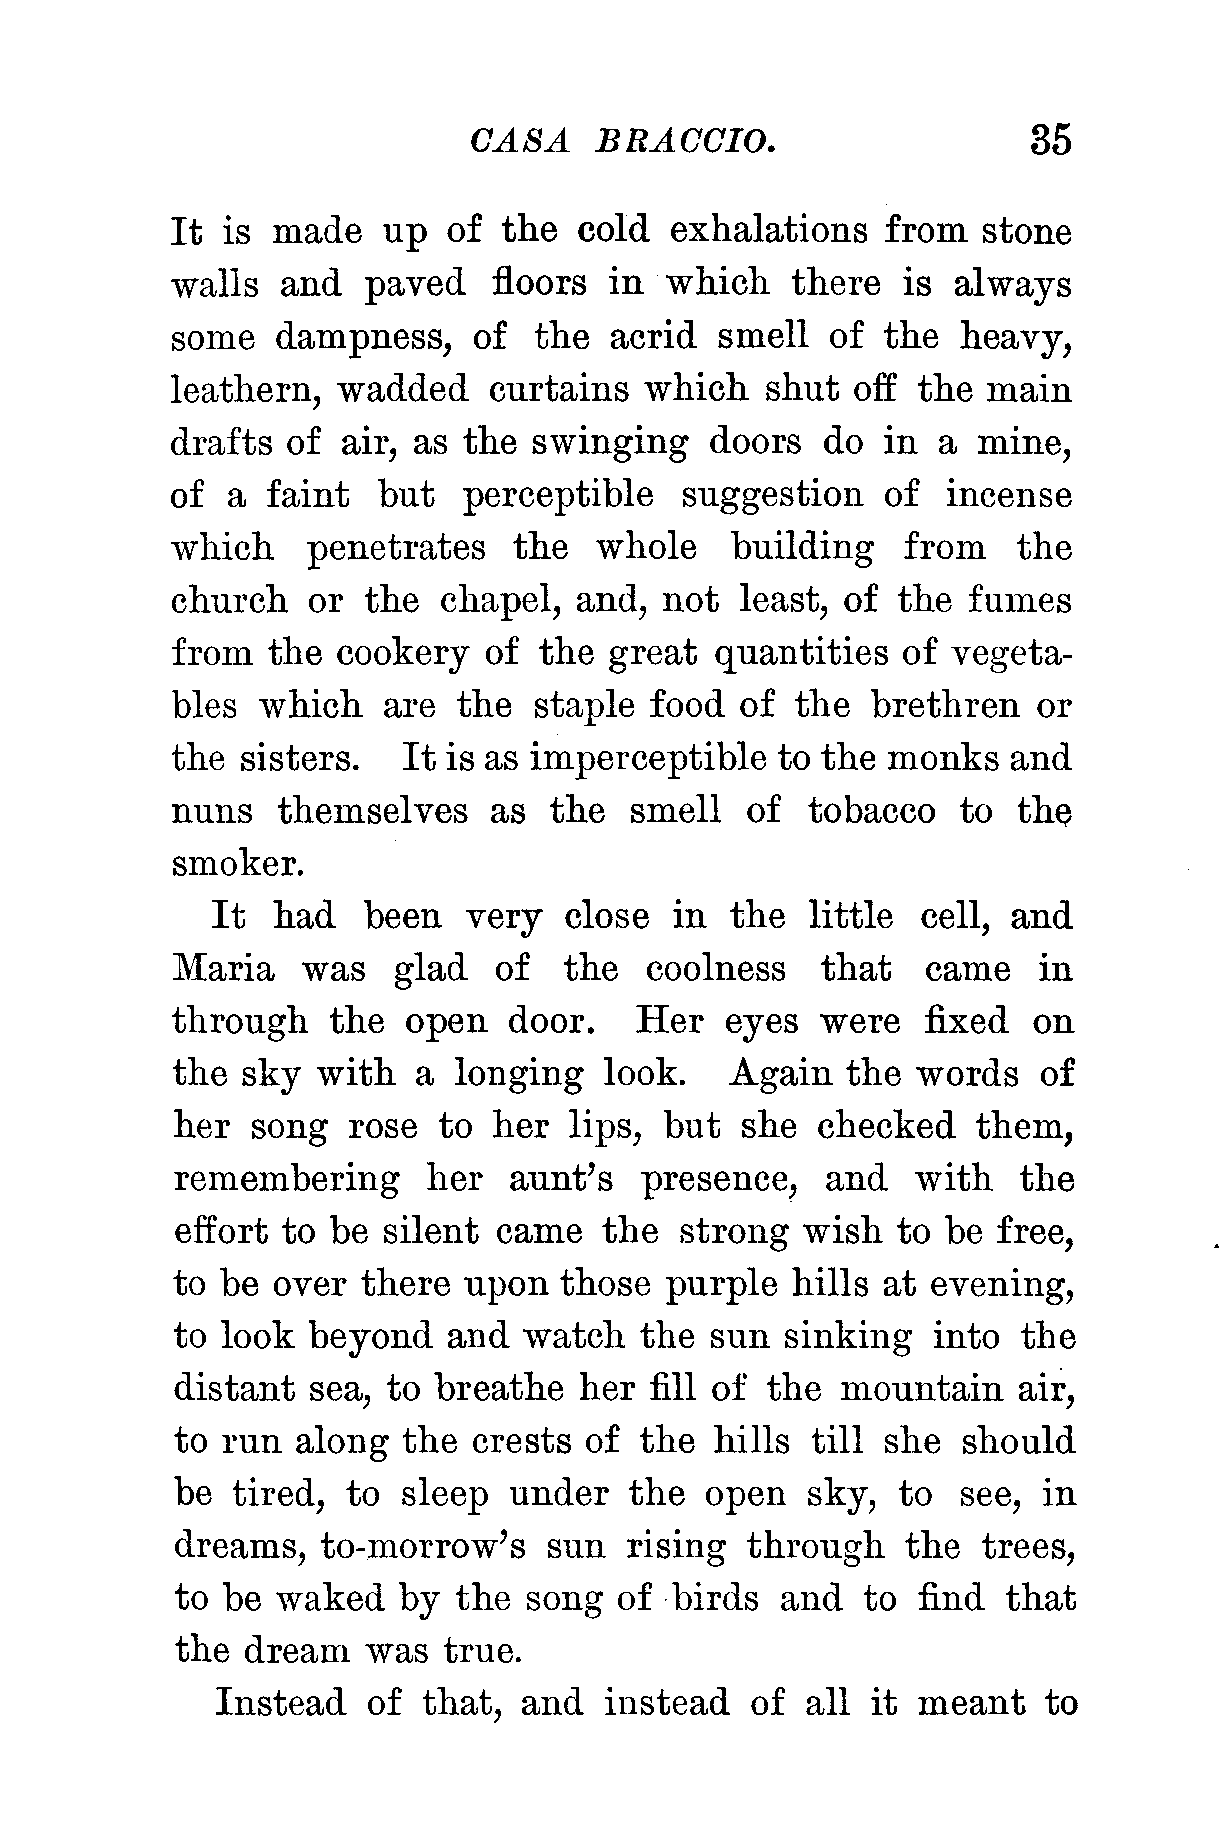 CASA BRACCIO. 35
It is made up of the cold exhalations from stone
walls and paved floors in which there is always
some dampness, of the acrid smell of the heavy,
leathern, wadded curtains which shut off the main
drafts of air, as the swinging doors do in a mine,
of a faint but perceptible suggestion of incense
which penetrates the whole building from the
church or the chapel, and, not least, of the fumes
from the cookery of the great quantities of vegeta-
bles which are the staple food of the brethren or
the sisters. It is as imperceptible to the monks and
nuns themselves as the smell of tobacco to the
smoker.
It had been very close in the little cell, and
Maria was glad of the coolness that came in
through the open door. Her eyes were fixed on
the sky with a longing look. Again the words of
her song rose to her lips, but she checked them,
remembering her aunt's presence, and with the
effort to be silent came the strong wish to be free,
to be over there upon those purple hills at evening,
to look beyond and watch the sun sinking into the
distant sea, to breathe her fill of the mountain air,
to run along the crests of the hills till she should
be tired, to sleep under the open sky, to see, in
dreams, to-morrow's sun rising through the trees,
to be waked by the song of birds and to find that
the dream was true.
Instead of that, and instead of all it meant to